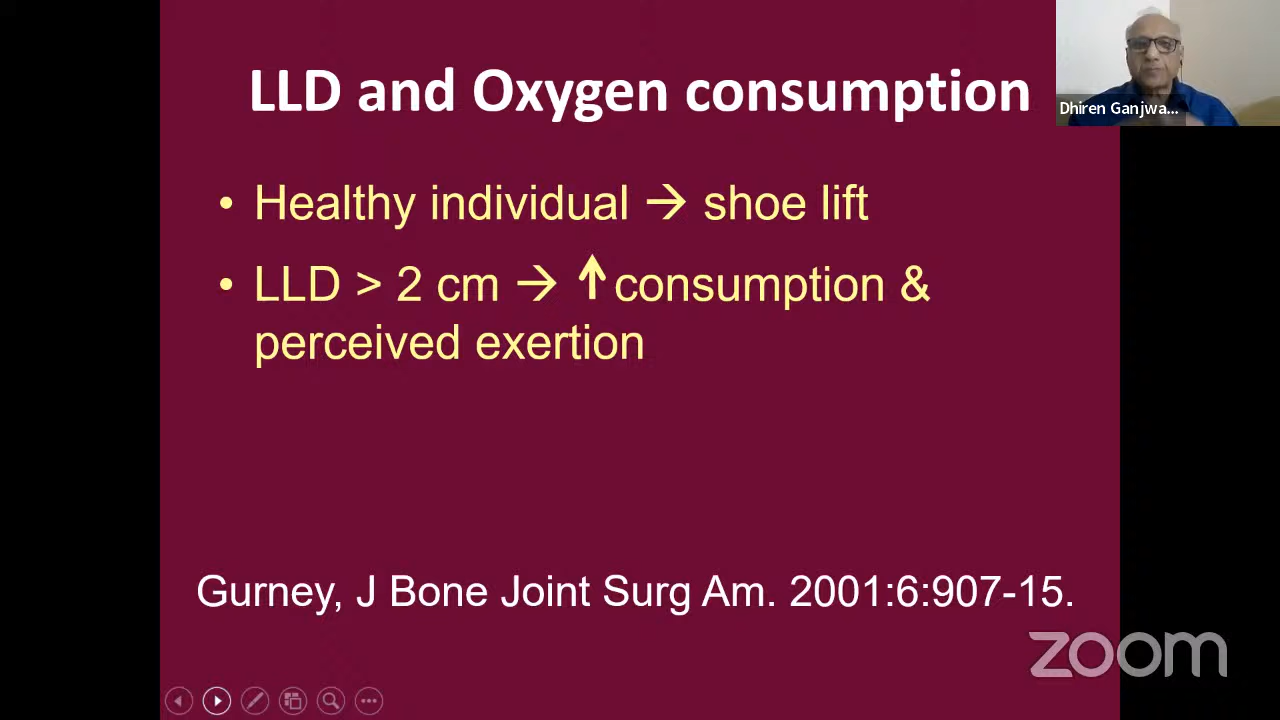 LLD and Oxygen consumption
Dhiren Ganjwa...
• Healthy individual → shoe lift
• LLD > 2 cm → ↑ consumption &
perceived exertion
Gurney, J Bone Joint Surg Am. 2001:6:907-15.
zoom